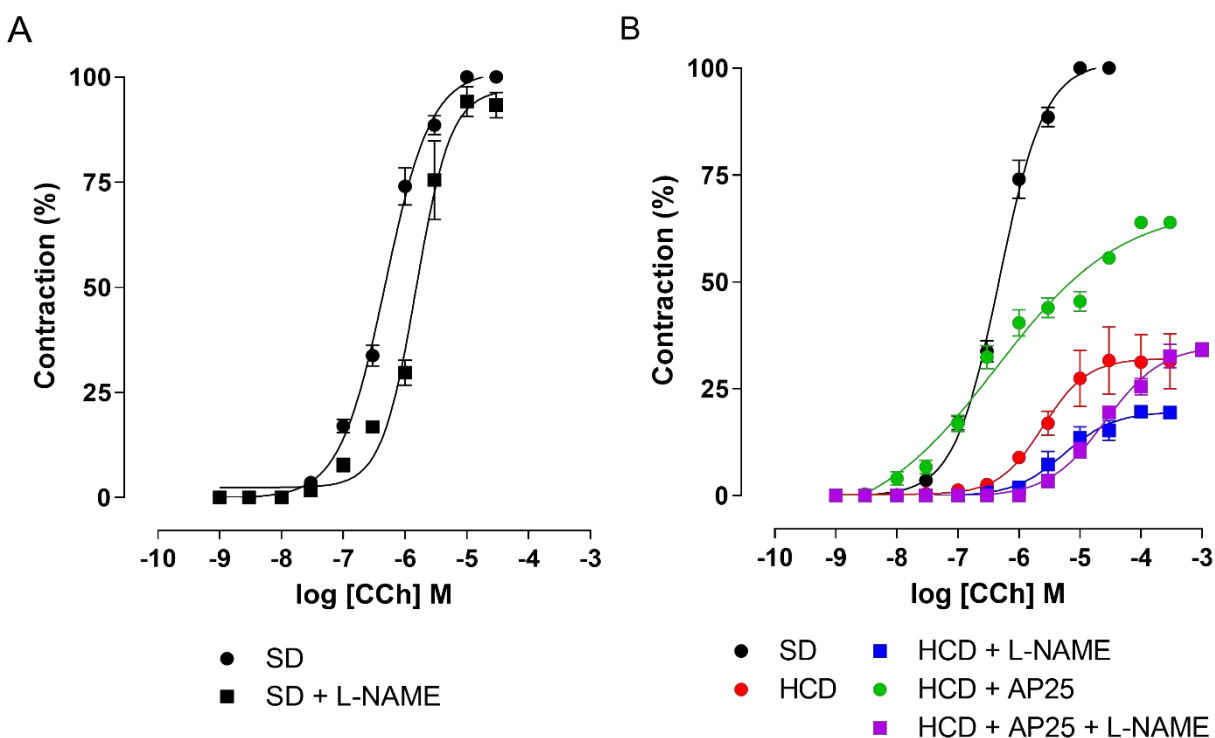 A
Contraction (%)
100
75
50
25
0
-10 -9 -8 -7 -6 -5 -4 -3
log [CCh] M
SD
SD + L-NAME
B
Contraction (%)
100
75
50
25
0
-10 -9 -8 -7 -6 -5 -4 -3
log [CCh] M
SD
HCD
HCD + L-NAME
HCD + AP25
HCD + AP25 + L-NAME